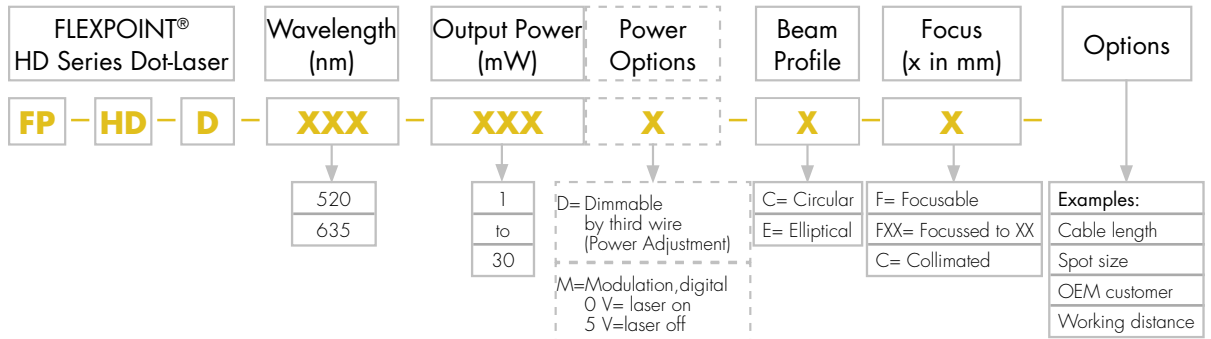 FLEXPOINT®
HD Series Dot-Laser
Wavelength
(nm)
Output Power
(mW)
Power
Options
Beam
Profile
Focus
(x in mm)
Options
FP – HD – D – XXX – XXX X – X – X –
520
635
1
to
30
D= Dimmable
by third wire
(Power Adjustment)
M=Modulation,digital
0 V= laser on
5 V=laser off
C= Circular
E= Elliptical
F= Focusable
FXX= Focussed to XX
C= Collimated
Examples:
Cable length
Spot size
OEM customer
Working distance